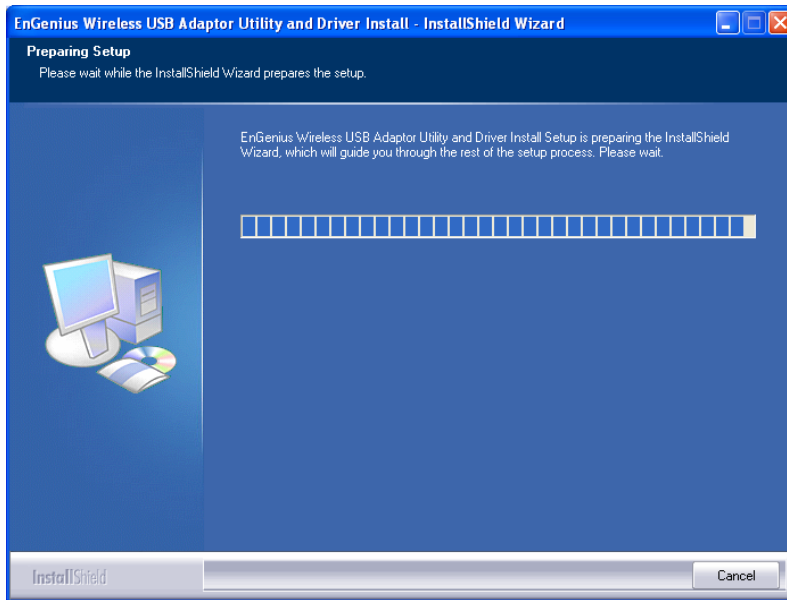 EnGenius Wireless USB Adaptor Utility and Driver Install - InstallShield Wizard
Preparing Setup
Please wait while the InstallShield Wizard prepares the setup.
EnGenius Wireless USB Adaptor Utility and Driver Install Setup is preparing the InstallShield
Wizard, which will guide you through the rest of the setup process. Please wait.
InstallShield
Cancel